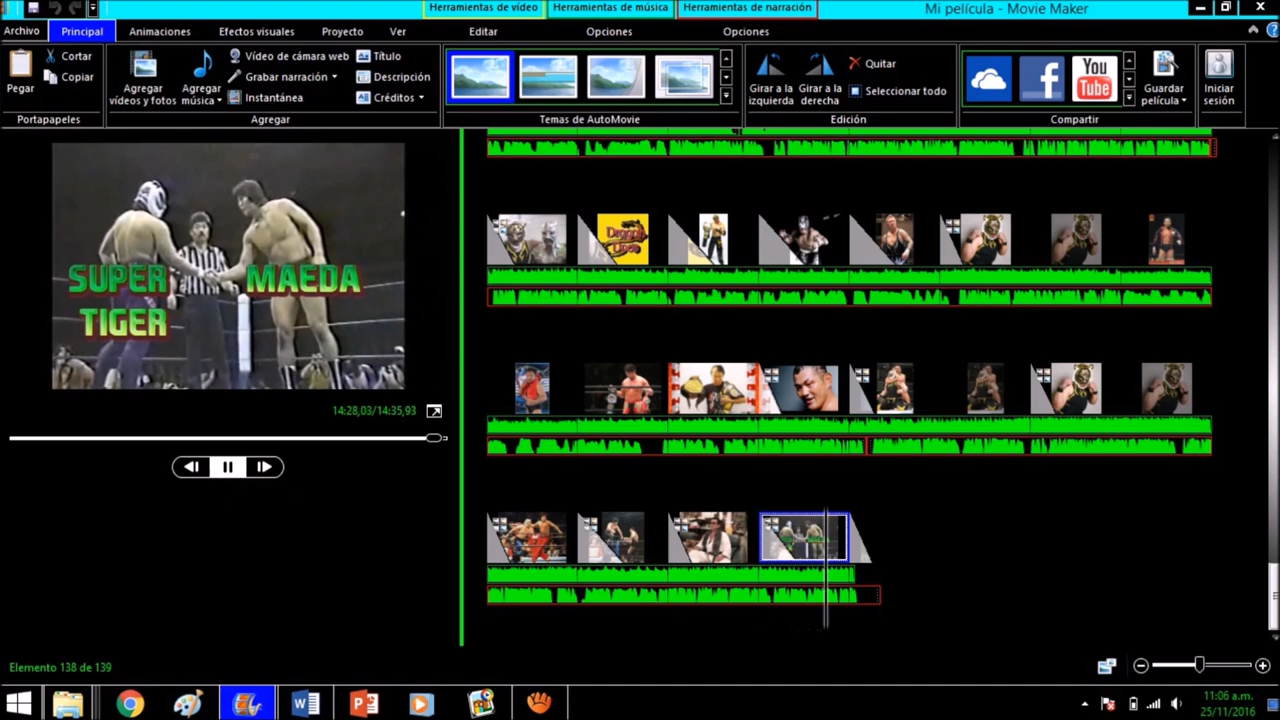 Herramientas de vídeo
Herramientas de música
Herramientas de narración
Mi película - Movie Maker
Archivo
Principal
Animaciones
Efectos visuales
Proyecto
Ver
Editar
Opciones
Opciones
Pegar
Cortar
Copiar
Portapapeles
Agregar
vídeos y fotos
Agregar
música
Vídeo de cámara web
Grabar narración
Instantánea
Título
Descripción
Créditos
Agregar
Temas de AutoMovie
Girar a la
izquierda
Girar a la
derecha
Quitar
Seleccionar todo
Edición
You
Tube
Compartir
Guardar
película
Iniciar
sesión
SUPER MAEDA
TIGER
14:28,03/14:35,93
Elemento 138 de 139
11:06 a.m.
25/11/2016